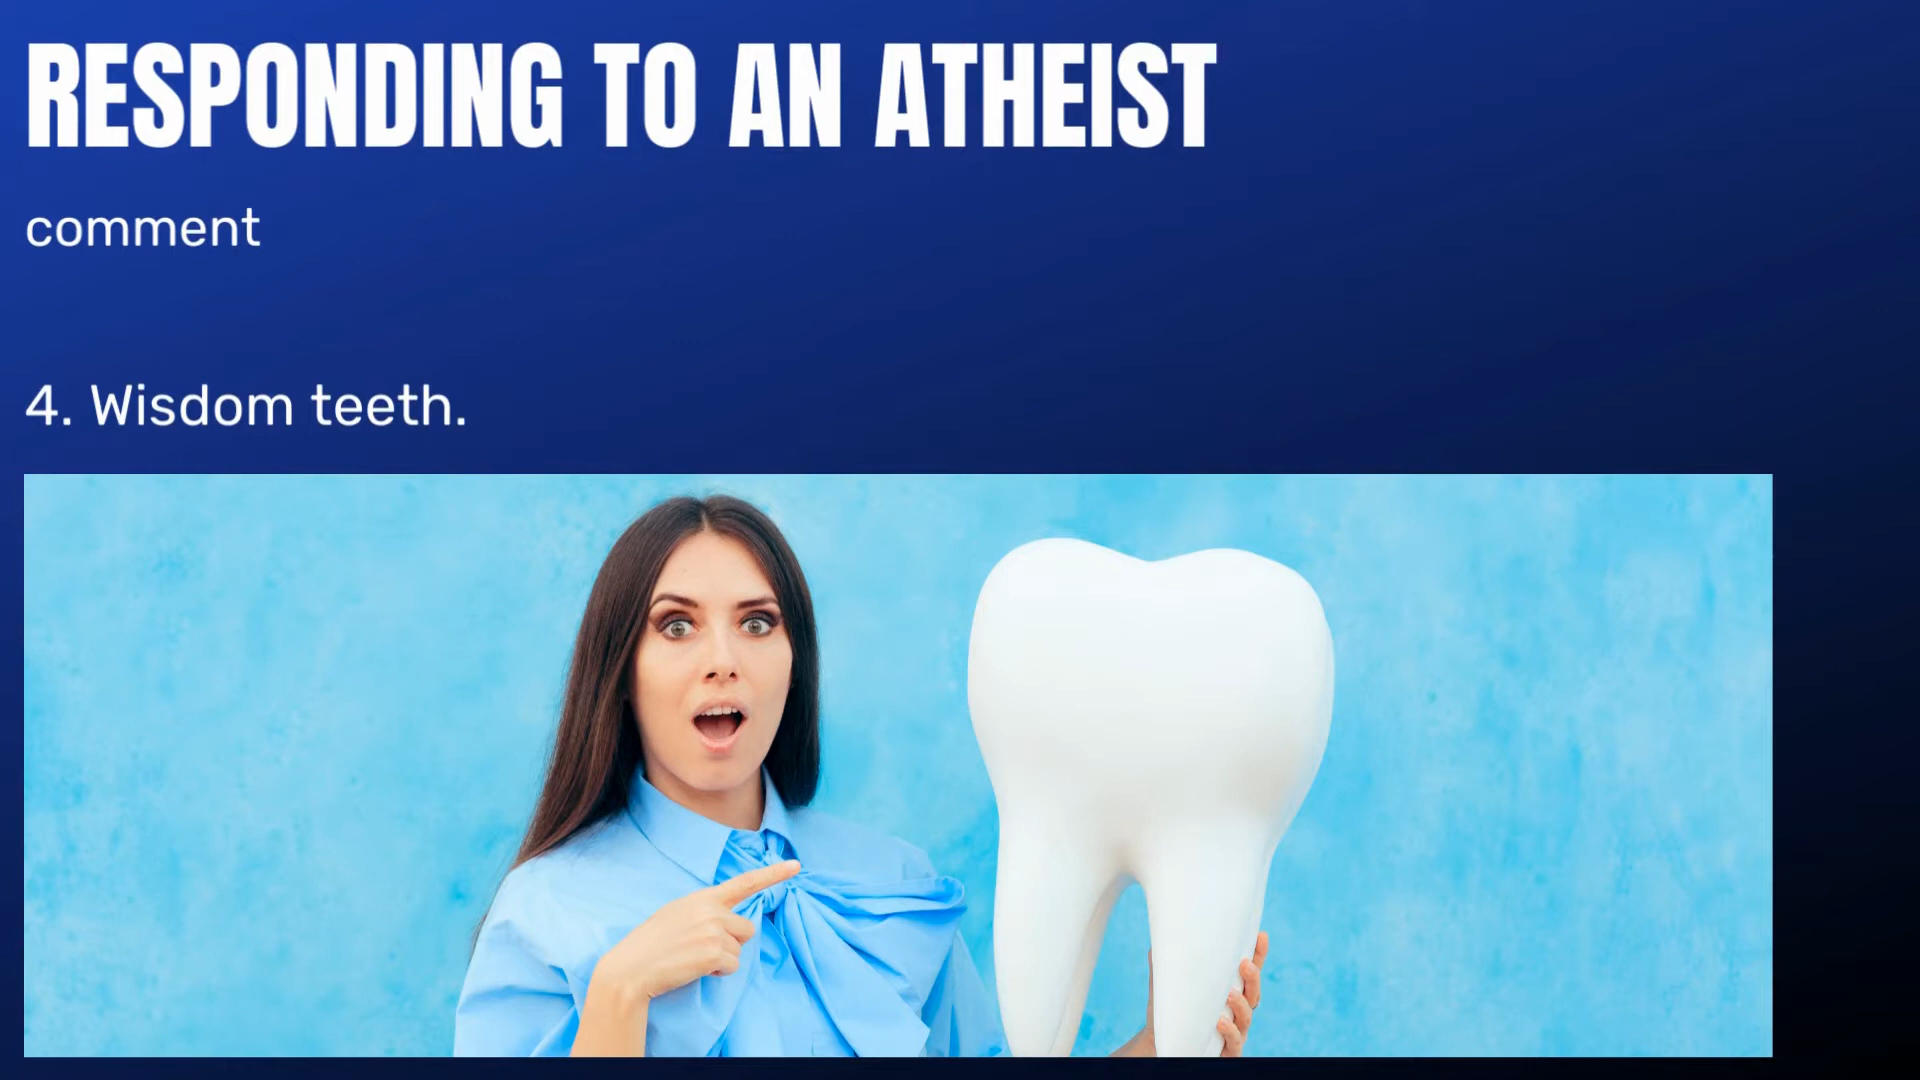 RESPONDING TO AN ATHEIST
comment
4. Wisdom teeth.